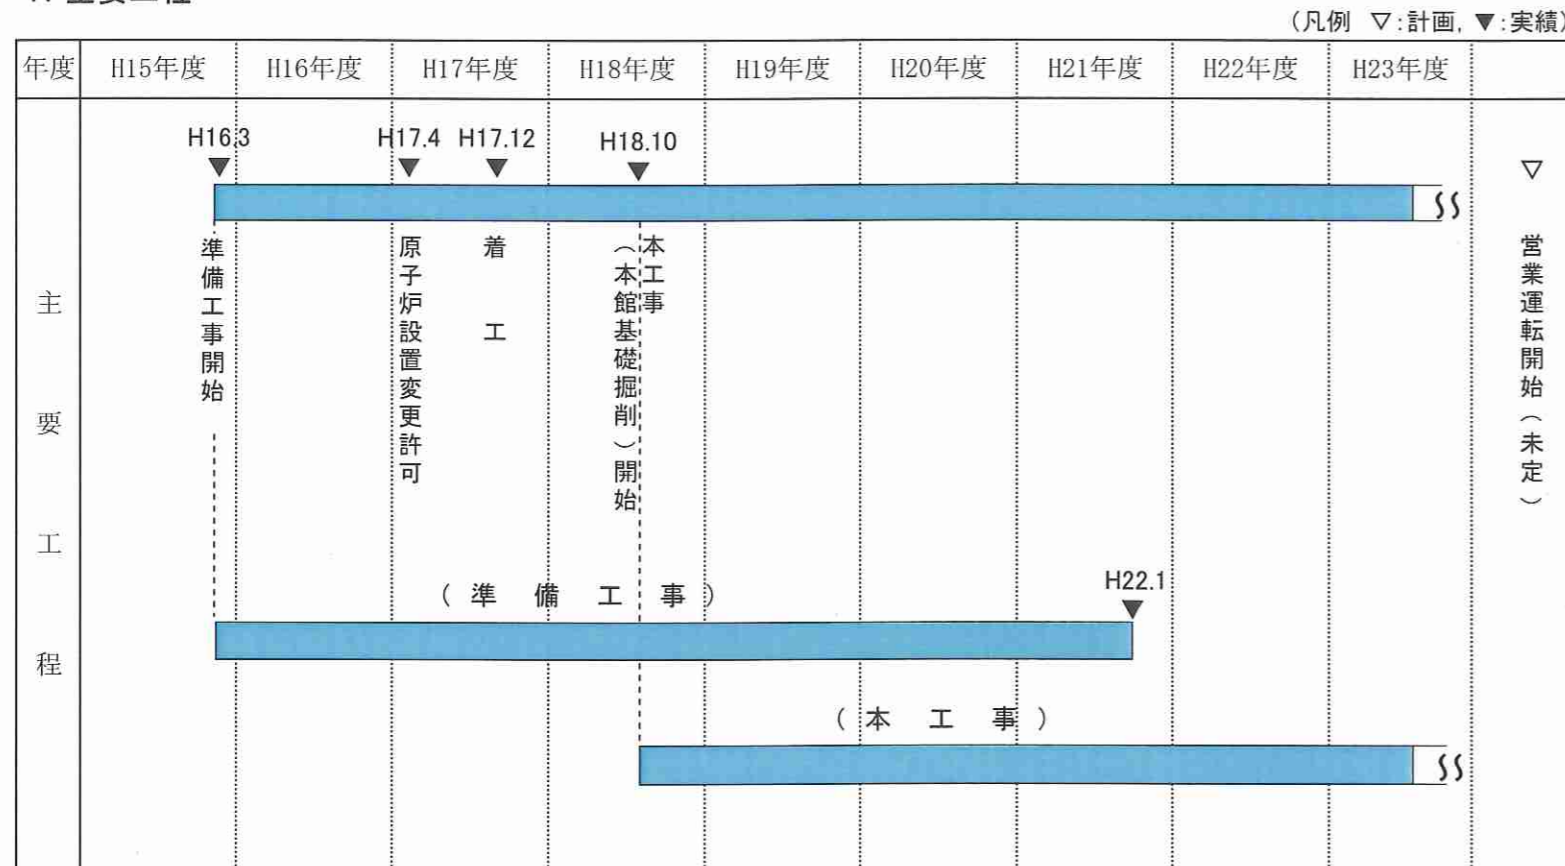 (凡例 ▽:計画, ▼:実績)
年度 H15年度 H16年度 H17年度 H18年度 H19年度 H20年度 H21年度 H22年度 H23年度
主要工程
H16.3
H17.4
H17.12
H18.10
▽
準備工事開始
原子炉設置変更許可
着工
本工事
(本館基礎掘削)開始
営業運転開始(未定)
(準備工事)
H22.1
(本工事)